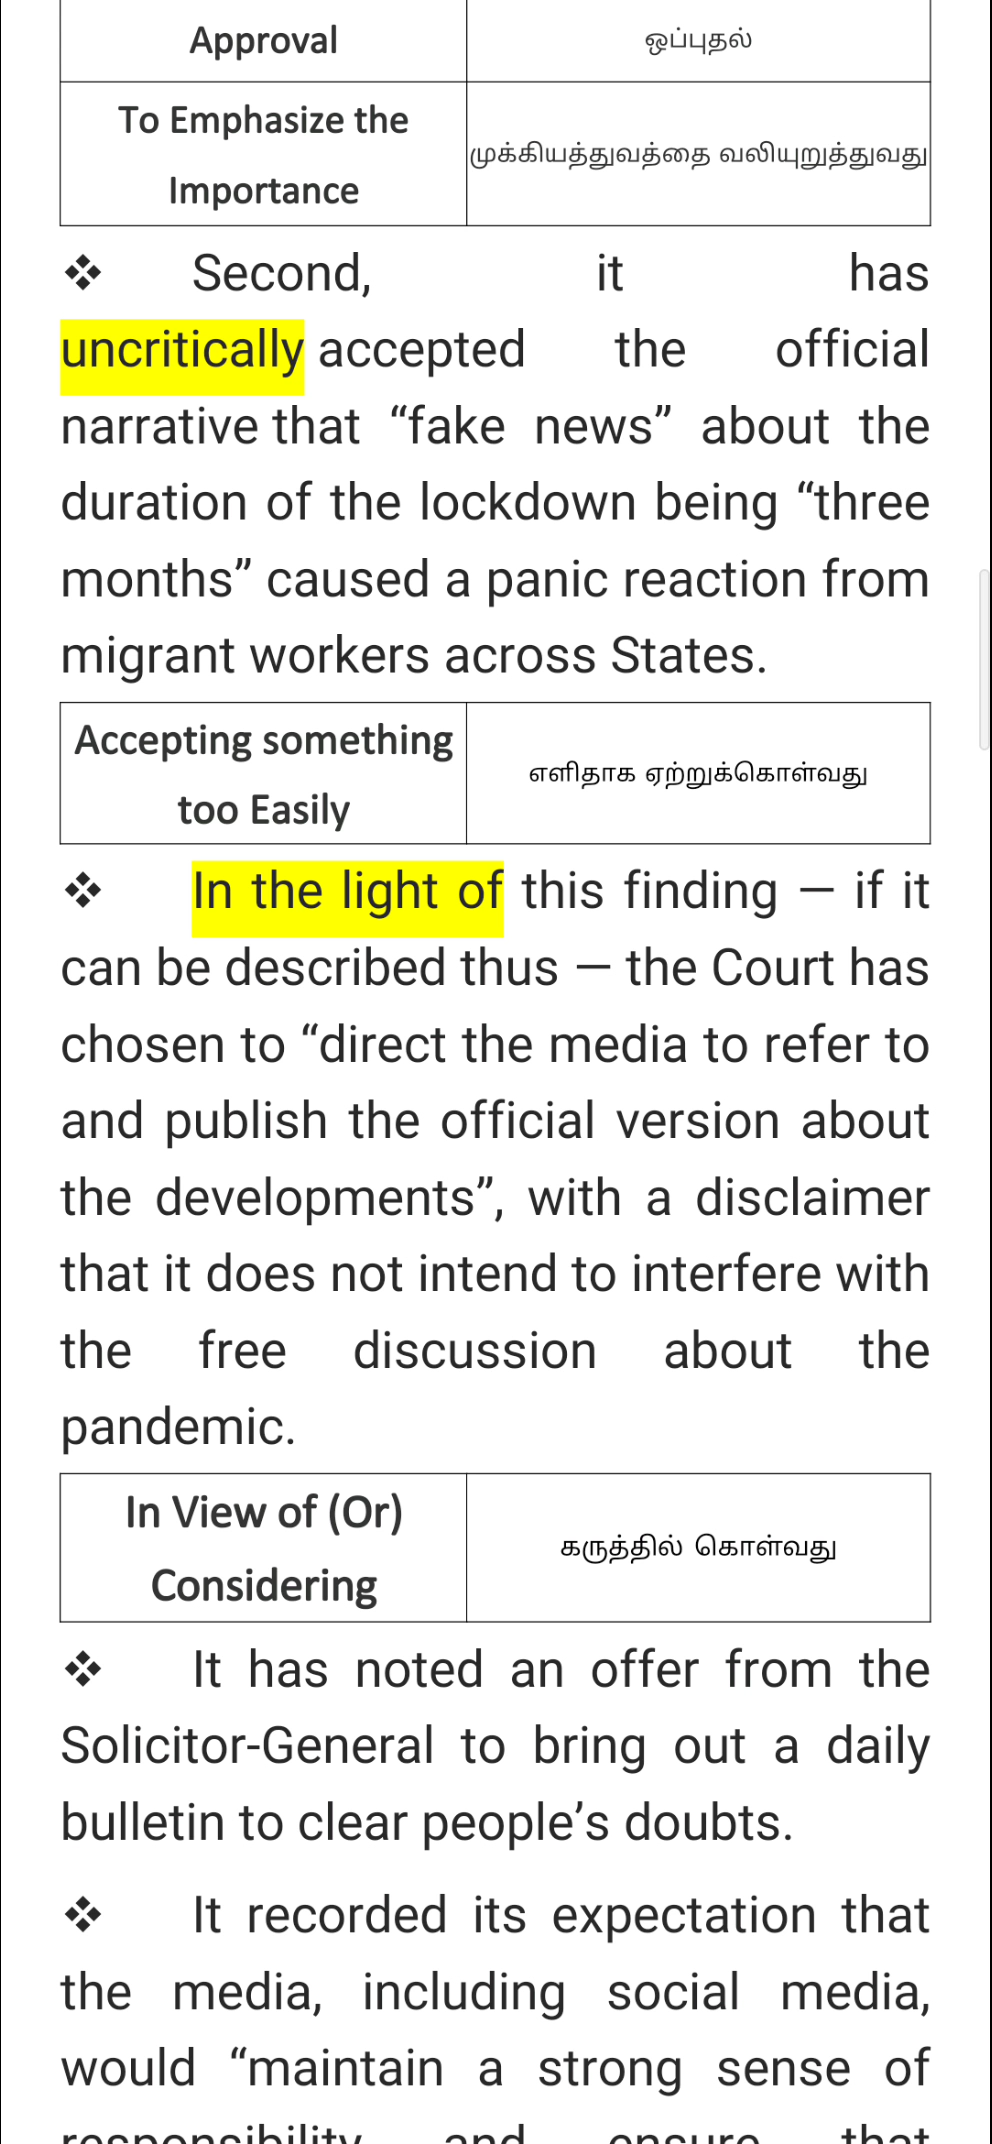 Approval
ஒப்புதல்
To Emphasize the
Importance
முக்கியத்துவத்தை வலியுறுத்துவது
❖ Second, it has
uncritically accepted the official
narrative that “fake news” about the
duration of the lockdown being “three
months” caused a panic reaction from
migrant workers across States.
Accepting something
too Easily
எளிதாக ஏற்றுக்கொள்வது
❖ In the light of this finding — if it
can be described thus — the Court has
chosen to “direct the media to refer to
and publish the official version about
the developments”, with a disclaimer
that it does not intend to interfere with
the free discussion about the
pandemic.
In View of (Or)
Considering
கருத்தில் கொள்வது
❖ It has noted an offer from the
Solicitor-General to bring out a daily
bulletin to clear people’s doubts.
❖ It recorded its expectation that
the media, including social media,
would “maintain a strong sense of
responsibility and ensure that